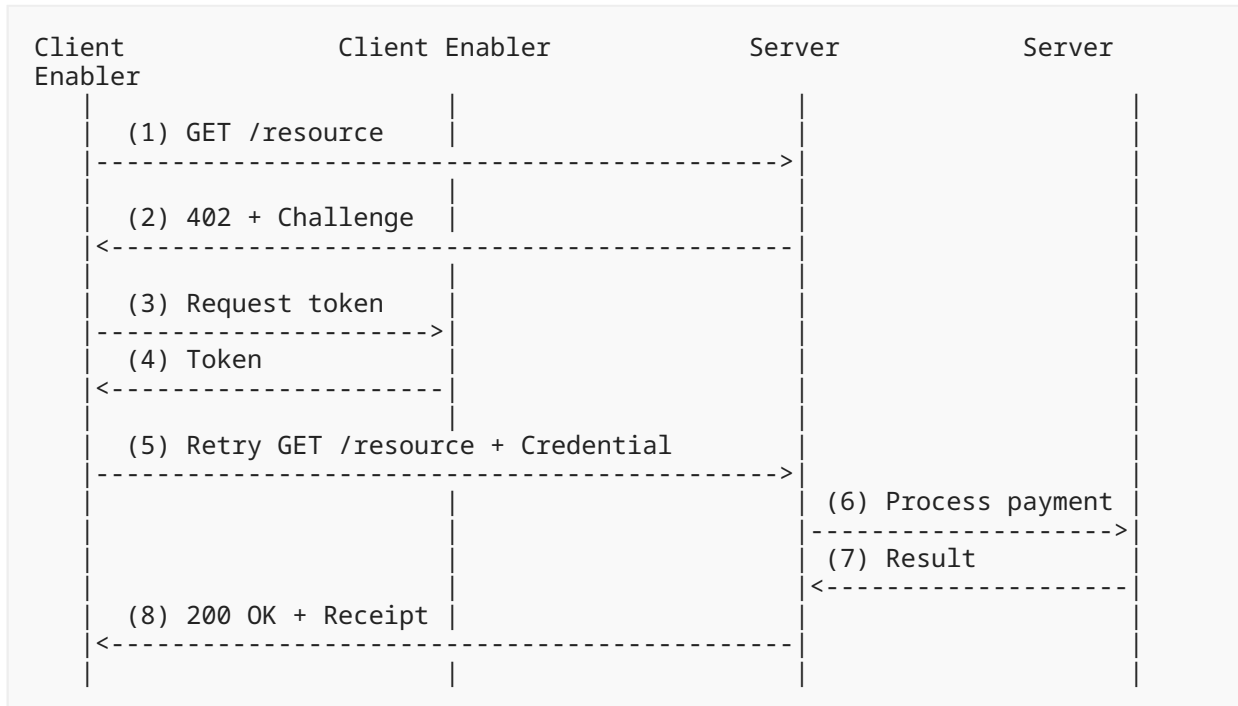 Client Client Enabler Server Server
Enabler
(1) GET /resource
(2) 402 + Challenge
(3) Request token
(4) Token
(5) Retry GET /resource + Credential
(6) Process payment
(7) Result
(8) 200 OK + Receipt